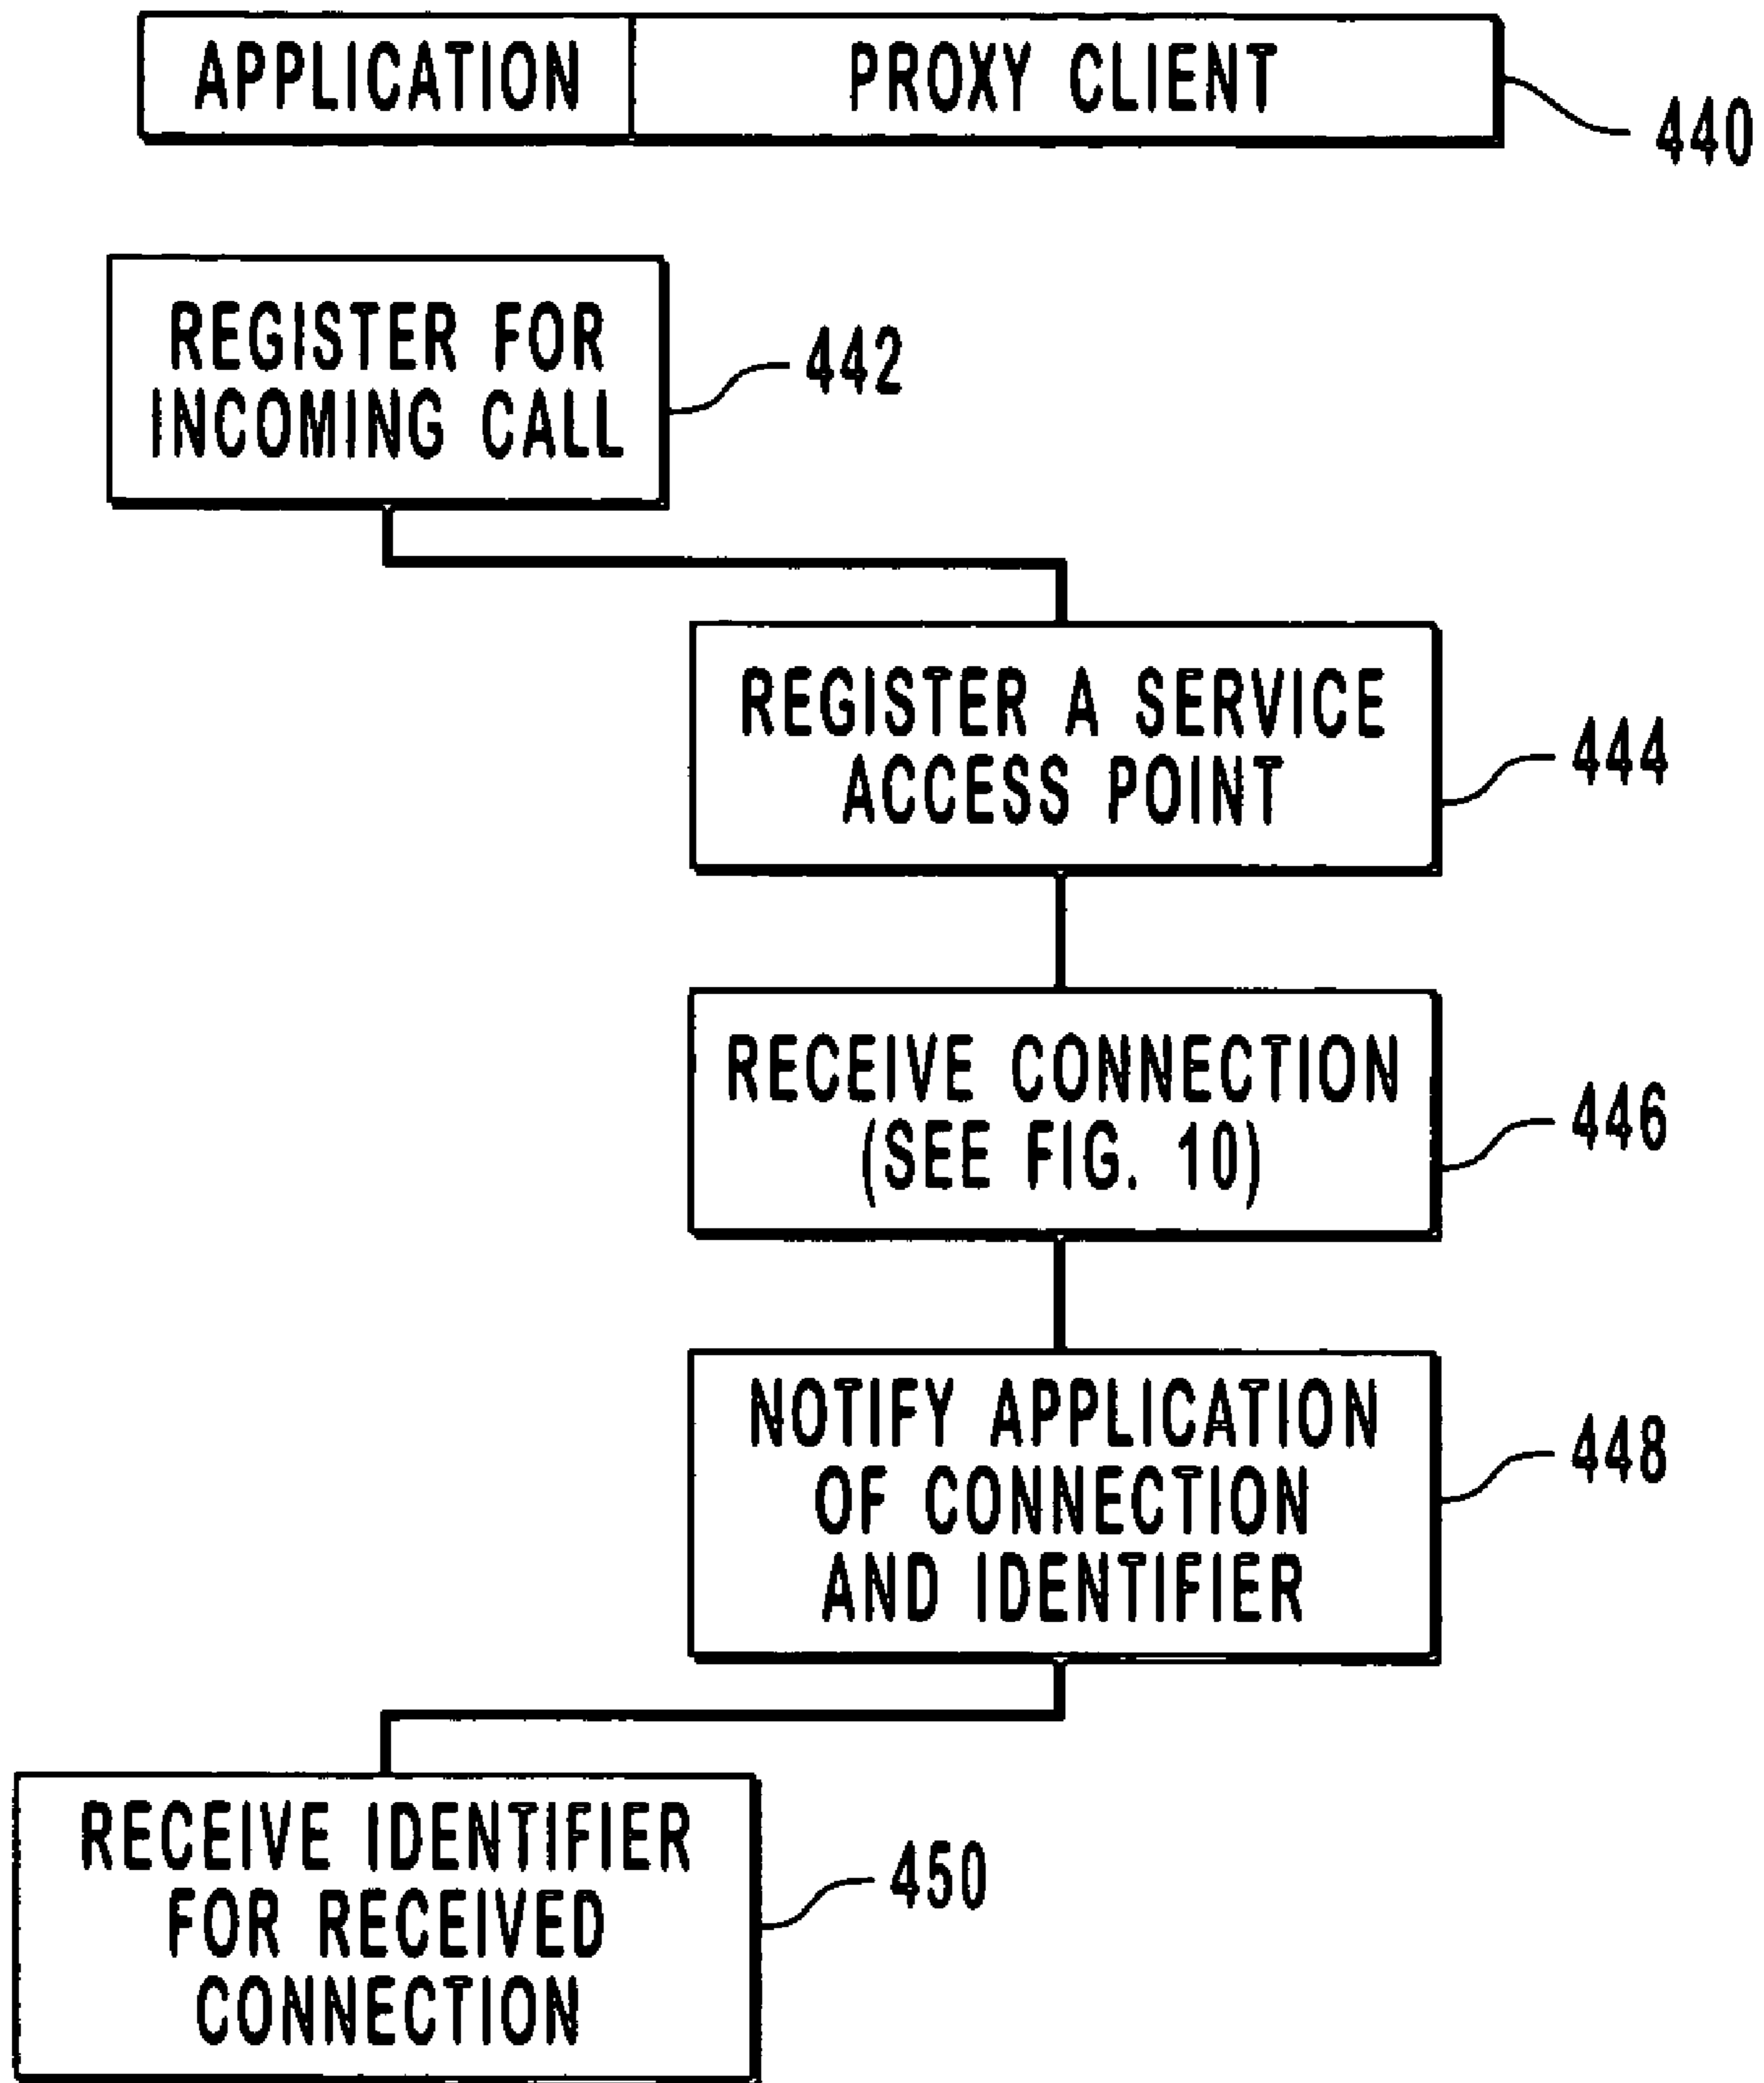 APPLICATION PROXY CLIENT
440
REGISTER FOR
INCOMING CALL
442
REGISTER A SERVICE
ACCESS POINT
444
RECEIVE CONNECTION
(SEE FIG. 10)
446
NOTIFY APPLICATION
OF CONNECTION
AND IDENTIFIER
448
RECEIVE IDENTIFIER
FOR RECEIVED
CONNECTION
450